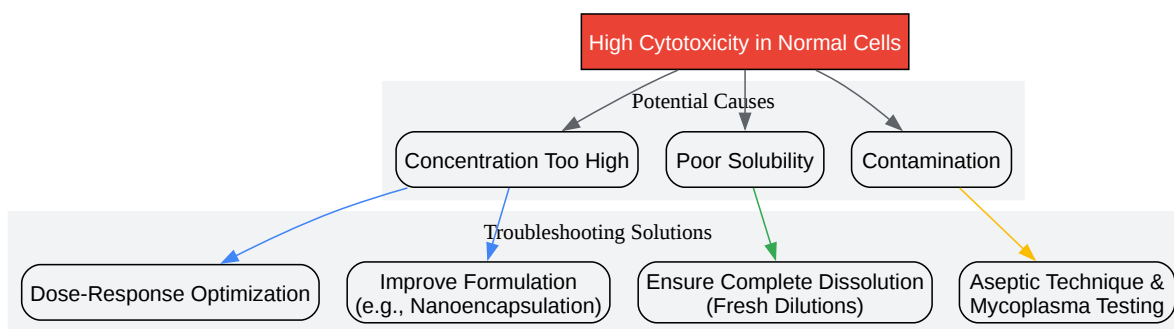 High Cytotoxicity in Normal Cells
Potential Causes
Concentration Too High
Poor Solubility
Contamination
Troubleshooting Solutions
Dose-Response Optimization
Improve Formulation
(e.g., Nanoencapsulation)
Ensure Complete Dissolution
(Fresh Dilutions)
Aseptic Technique &
Mycoplasma Testing